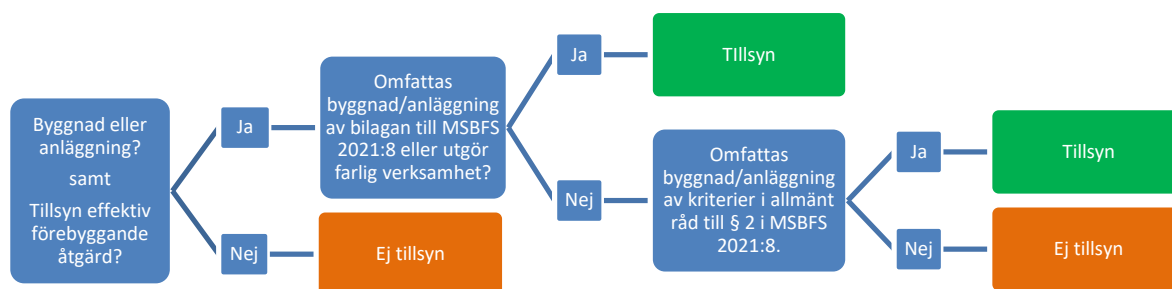 Byggnad eller
anläggning?
samt
Tillsyn effektiv
förebyggande
åtgärd?
Ja
Nej
Omfattas
byggnad/anläggning
av bilagan till MSBFS
2021:8 eller utgör
farlig verksamhet?
Ej tillsyn
Ja
Nej
TIllsyn
Omfattas
byggnad/anläggning
av kriterier i allmänt
råd till § 2 i MSBFS
2021:8.
Ja
Nej
Tillsyn
Ej tillsyn